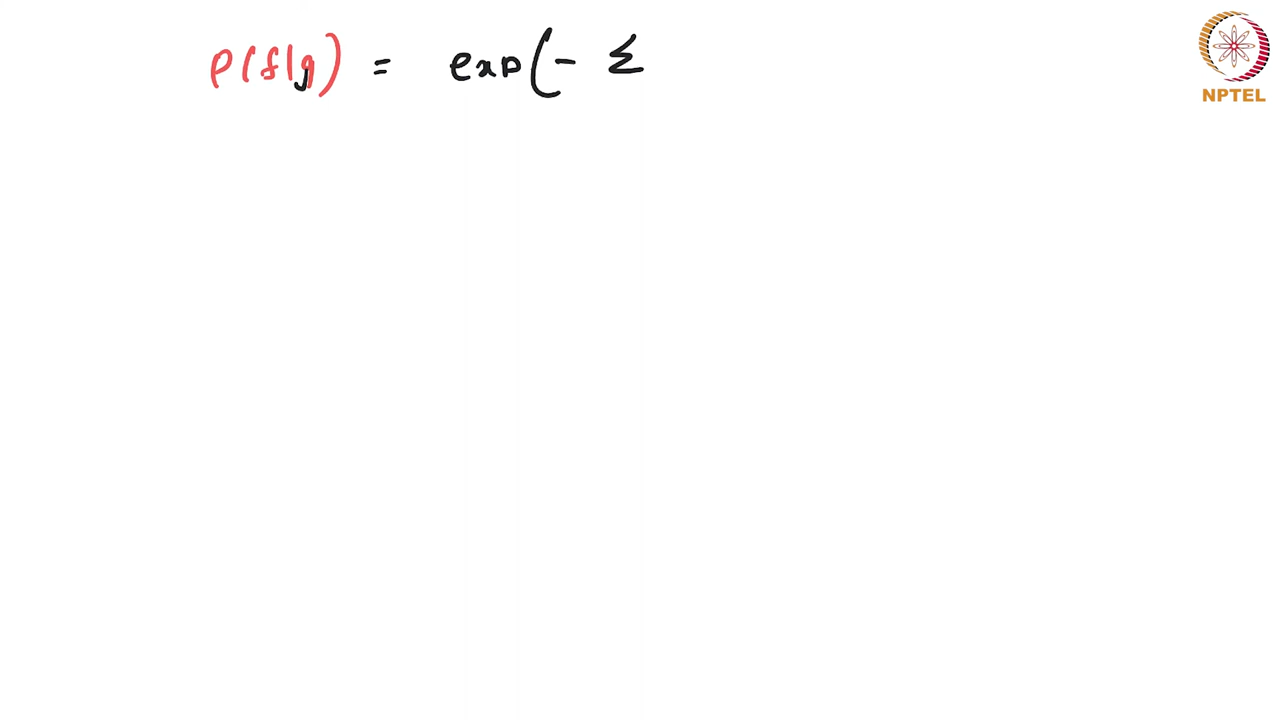 P(f|g) = exp(- Σ
NPTEL